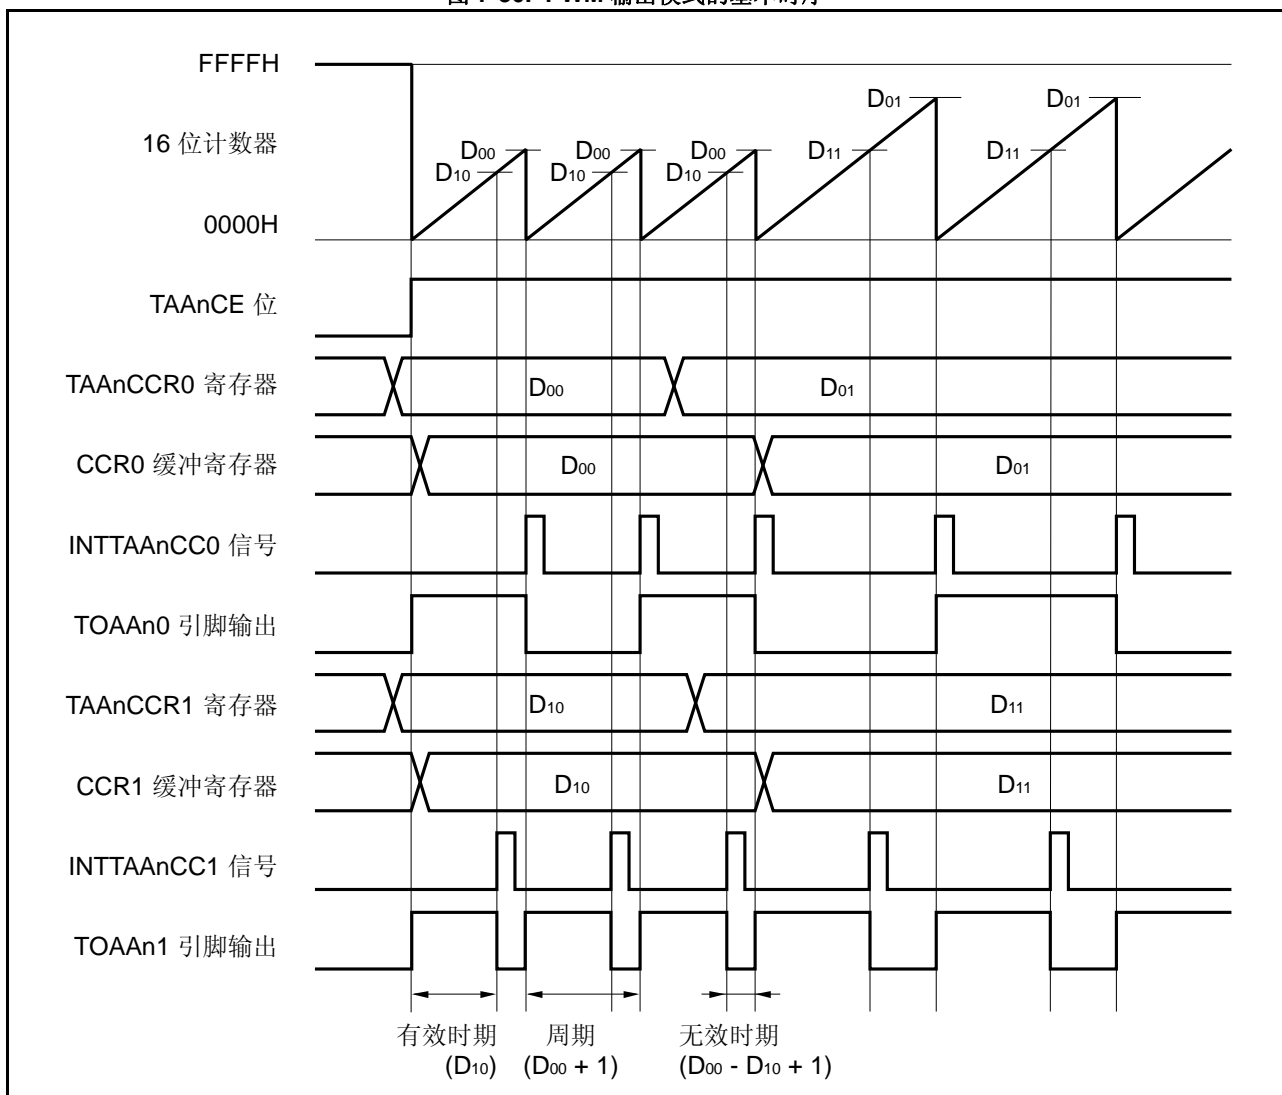 FFFFH
16 位计数器
0000H
D00 D00 D00 D01 D01
D10 D10 D10 D11 D11
TAAnCE 位
TAAnCCR0 寄存器 D00 D01
CCR0 缓冲寄存器 D00 D01
INTTAAnCC0 信号
TOAAn0 引脚输出
TAAnCCR1 寄存器 D10 D11
CCR1 缓冲寄存器 D10 D11
INTTAAnCC1 信号
TOAAn1 引脚输出
有效时期 周期 无效时期
(D10) (D00 + 1) (D00 - D10 + 1)